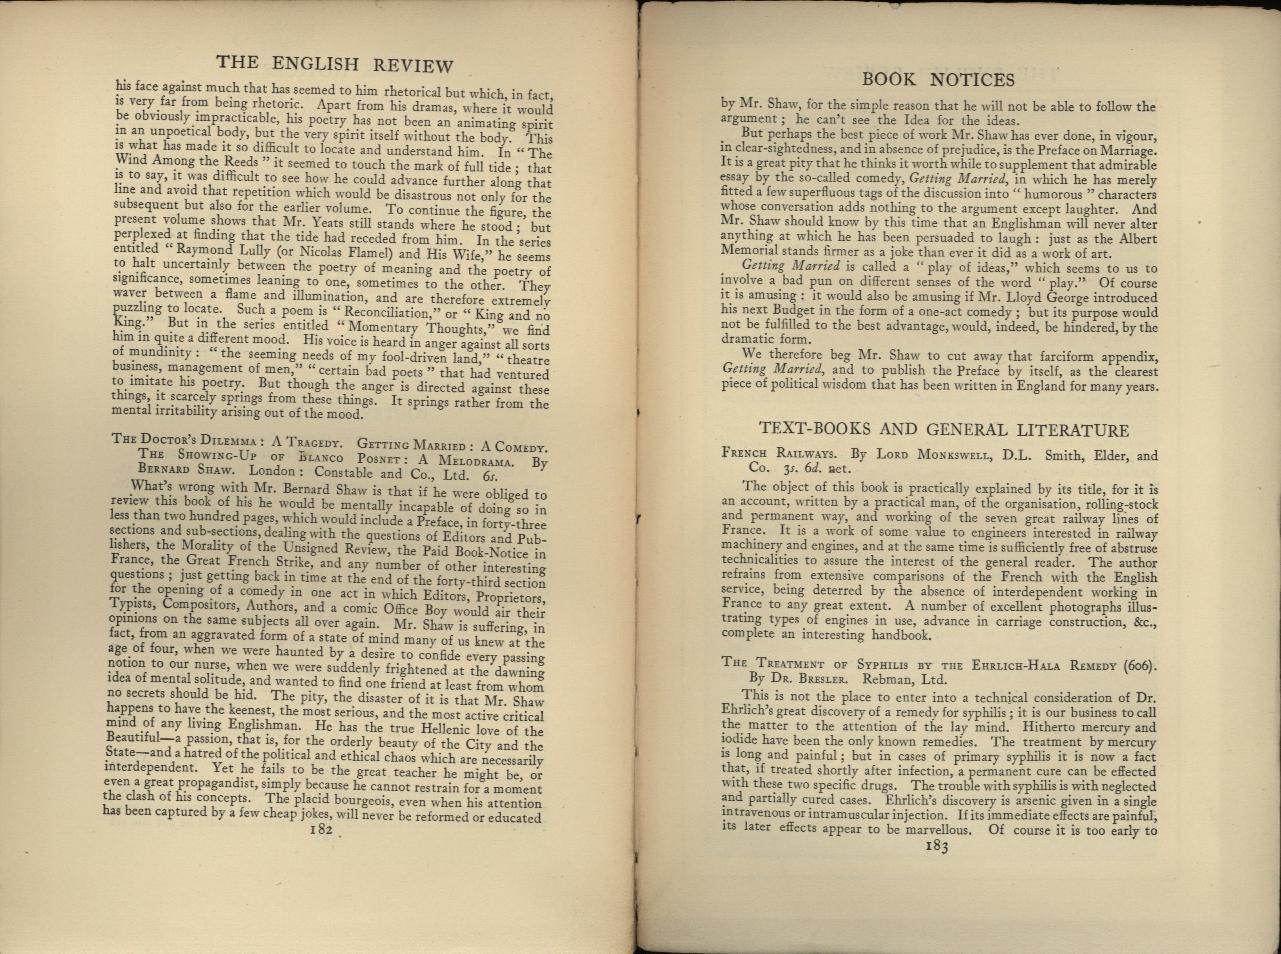 THE ENGLISH REVIEW
his face against much that has seemed to him rhetorical but which, in fact,
is very far from being rhetoric. Apart from his dramas, where it would
be obviously impracticable, his poetry has not been an animating spirit
in an unpoetical body, but the very spirit itself without the body. This
is what has made it so difficult to locate and understand him. In “ The
Wind Among the Reeds ” it seemed to touch the mark of full tide ; that
is to say, it was difficult to see how he could advance further along that
line and avoid that repetition which would be disastrous not only for the
subsequent but also for the earlier volume. To continue the figure, the
present volume shows that Mr. Yeats still stands where he stood ; but
perplexed at finding that the tide had receded from him. In the series
entitled “ Raymond Lully (or Nicolas Flamel) and His Wife,” he seems
to halt uncertainly between the poetry of meaning and the poetry of
significance, sometimes leaning to one, sometimes to the other. They
waver between a flame and illumination, and are therefore extremely
puzzling to locate. Such a poem is “ Reconciliation,” or “ King and no
King.” But in the series entitled “ Momentary Thoughts,” we find
him in quite a different mood. His voice is heard in anger against all sorts
of mundinity : “ the seeming needs of my fool-driven land,” “ theatre
business, management of men,” “ certain bad poets ” that had ventured
to imitate his poetry. But though the anger is directed against these
things, it scarcely springs from these things. It springs rather from the
mental irritability arising out of the mood.
The Doctor's Dilemma : A Tragedy. Getting Married : A Comedy.
The Showing-Up of Blanco Posnet : A Melodrama. By
Bernard Shaw. London : Constable and Co., Ltd. 6s.
What's wrong with Mr. Bernard Shaw is that if he were obliged to
review this book of his he would be mentally incapable of doing so in
less than two hundred pages, which would include a Preface, in forty-three
sections and sub-sections, dealing with the questions of Editors and Pub-
lishers, the Morality of the Unsigned Review, the Paid Book-Notice in
France, the Great French Strike, and any number of other interesting
questions ; just getting back in time at the end of the forty-third section
for the opening of a comedy in one act in which Editors, Proprietors,
Typists, Compositors, Authors, and a comic Office Boy would air their
opinions on the same subjects all over again. Mr. Shaw is suffering, in
fact, from an aggravated form of a state of mind many of us knew at the
age of four, when we were haunted by a desire to confide every passing
notion to our nurse, when we were suddenly frightened at the dawning
idea of mental solitude, and wanted to find one friend at least from whom
no secrets should be hid. The pity, the disaster of it is that Mr. Shaw
happens to have the keenest, the most serious, and the most active critical
mind of any living Englishman. He has the true Hellenic love of the
Beautiful—a passion, that is, for the orderly beauty of the City and the
State—and a hatred of the political and ethical chaos which are necessarily
interdependent. Yet he fails to be the great teacher he might be, or
even a great propagandist, simply because he cannot restrain for a moment
the clash of his concepts. The placid bourgeois, even when his attention
has been captured by a few cheap jokes, will never be reformed or educated
182
BOOK NOTICES
by Mr. Shaw, for the simple reason that he will not be able to follow the
argument ; he can't see the Idea for the ideas.
But perhaps the best piece of work Mr. Shaw has ever done, in vigour,
in clear-sightedness, and in absence of prejudice, is the Preface on Marriage.
It is a great pity that he thinks it worth while to supplement that admirable
essay by the so-called comedy, Getting Married, in which he has merely
fitted a few superfluous tags of the discussion into “ humorous ” characters
whose conversation adds nothing to the argument except laughter. And
Mr. Shaw should know by this time that an Englishman will never alter
anything at which he has been persuaded to laugh : just as the Albert
Memorial stands firmer as a joke than ever it did as a work of art.
Getting Married is called a “ play of ideas,” which seems to us to
involve a bad pun on different senses of the word “ play.” Of course
it is amusing : it would also be amusing if Mr. Lloyd George introduced
his next Budget in the form of a one-act comedy ; but its purpose would
not be fulfilled to the best advantage, would, indeed, be hindered, by the
dramatic form.
We therefore beg Mr. Shaw to cut away that farciform appendix,
Getting Married, and to publish the Preface by itself, as the clearest
piece of political wisdom that has been written in England for many years.
TEXT-BOOKS AND GENERAL LITERATURE
French Railways. By Lord Monkswell, D.L. Smith, Elder, and
Co. 3s. 6d. net.
The object of this book is practically explained by its title, for it is
an account, written by a practical man, of the organisation, rolling-stock
and permanent way, and working of the seven great railway lines of
France. It is a work of some value to engineers interested in railway
machinery and engines, and at the same time is sufficiently free of abstruse
technicalities to assure the interest of the general reader. The author
refrains from extensive comparisons of the French with the English
service, being deterred by the absence of interdependent working in
France to any great extent. A number of excellent photographs illus-
trating types of engines in use, advance in carriage construction, &c.,
complete an interesting handbook.
The Treatment of Syphilis by the Ehrlich-Hala Remedy (606).
By Dr. Bresler. Rebman, Ltd.
This is not the place to enter into a technical consideration of Dr.
Ehrlich's great discovery of a remedy for syphilis ; it is our business to call
the matter to the attention of the lay mind. Hitherto mercury and
iodide have been the only known remedies. The treatment by mercury
is long and painful ; but in cases of primary syphilis it is now a fact
that, if treated shortly after infection, a permanent cure can be effected
with these two specific drugs. The trouble with syphilis is with neglected
and partially cured cases. Ehrlich's discovery is arsenic given in a single
intravenous or intramuscular injection. If its immediate effects are painful,
its later effects appear to be marvellous. Of course it is too early to
183